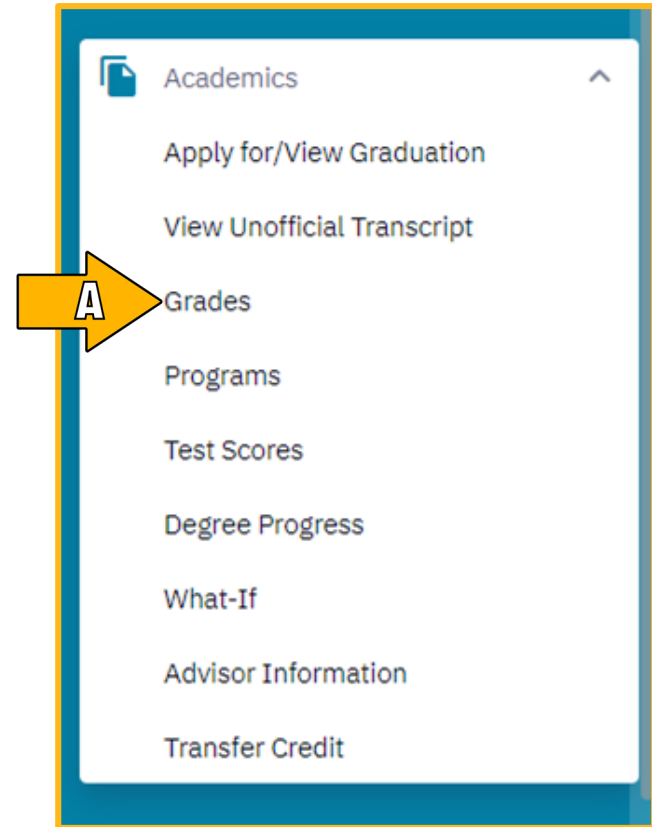 Academics
Apply for/View Graduation
View Unofficial Transcript
A
Grades
Programs
Test Scores
Degree Progress
What-If
Advisor Information
Transfer Credit